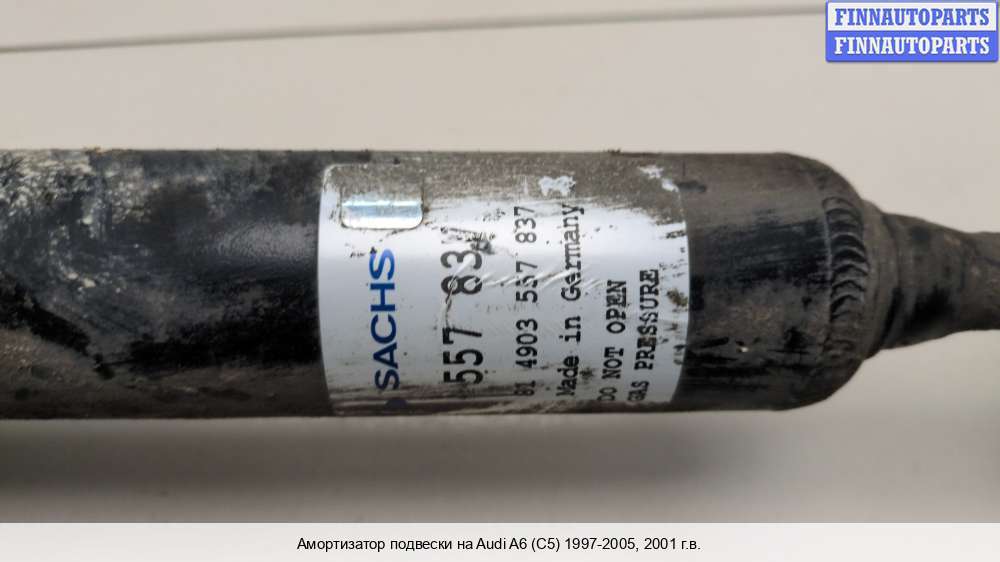 FINNAUTOPARTS
FINNAUTOPARTS
SACHS
557 837
81 4903 557 837
Made in Germany
DO NOT OPEN
GAS PRESSURE
Амортизатор подвески на Audi A6 (C5) 1997-2005, 2001 г.в.